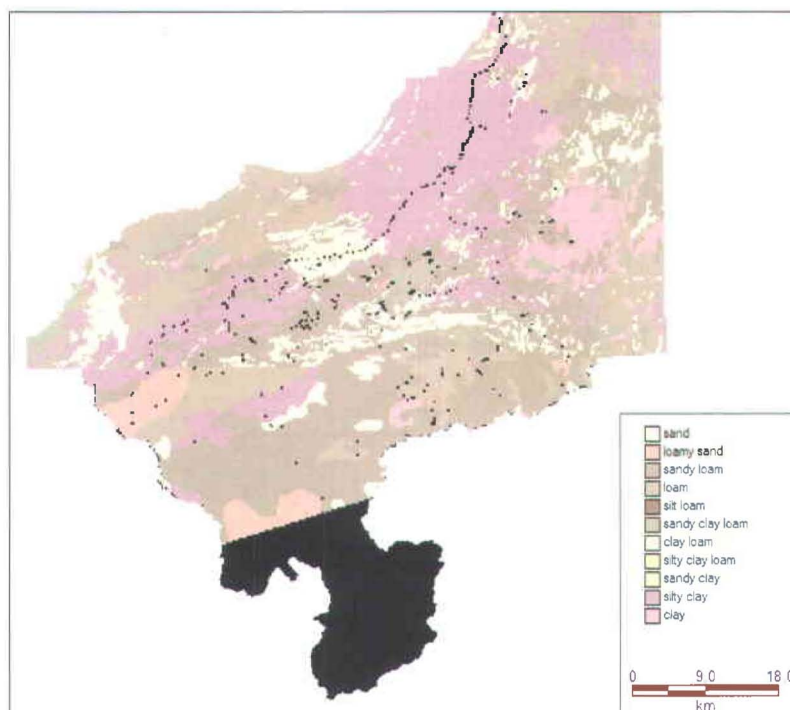 sand
loamy sand
sandy loam
loam
silt loam
sandy clay loam
clay loam
silty clay loam
sandy clay
silty clay
clay
0 9.0 18.0
km